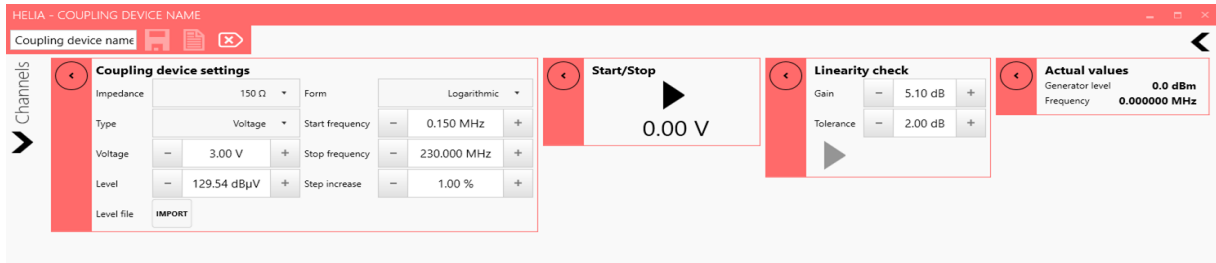 HELIA - COUPLING DEVICE NAME
Coupling device name
Channels
Coupling device settings
Impedance 150 Ω Form Logarithmic
Type Voltage Start frequency − 0.150 MHz +
Voltage − 3.00 V + Stop frequency − 230.000 MHz +
Level − 129.54 dBµV + Step increase − 1.00 % +
Level file IMPORT
Start/Stop
0.00 V
Linearity check
Gain − 5.10 dB +
Tolerance − 2.00 dB +
Actual values
Generator level 0.0 dBm
Frequency 0.000000 MHz